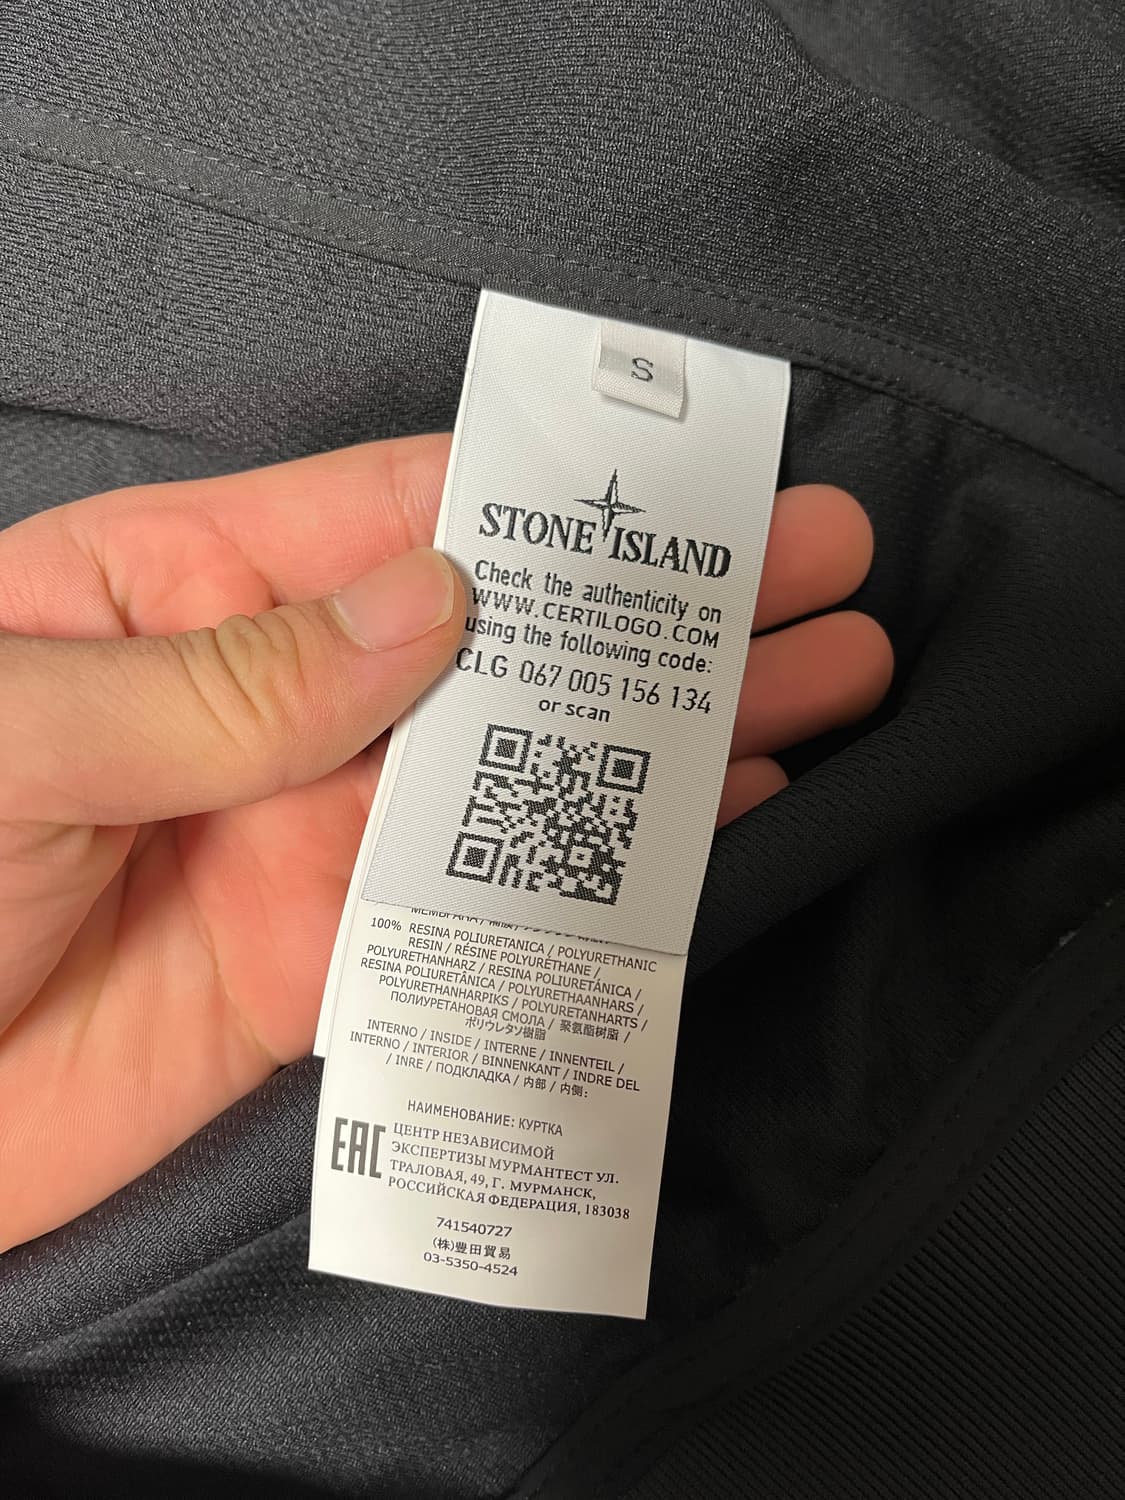 S
STONE ISLAND
Check the authenticity on
WWW.CERTILOGO.COM
using the following code:
CLG 067 005 156 134
or scan
МЕМБРАНА /
100% RESINA POLIURETANICA / POLYURETHANIC
RESIN / RÉSINE POLYURÉTHANE /
POLYURETHANHARZ / RESINA POLIURETÁNICA /
RESINA POLIURETÂNICA / POLYURETHAANHARS /
POLYURETHANHARPIKS / POLYURETANHARTS /
ПОЛИУРЕТАНОВАЯ СМОЛА / 聚氨酯树脂 /
ポリウレタン樹脂
INTERNO / INSIDE / INTERNE / INNENTEIL /
INTERNO / INTERIOR / BINNENKANT / INDRE DEL
/ INRE / ПОДКЛАДКА / 内部 / 内侧:
НАИМЕНОВАНИЕ: КУРТКА
EAC
ЦЕНТР НЕЗАВИСИМОЙ
ЭКСПЕРТИЗЫ МУРМАНТЕСТ УЛ.
ТРАЛОВАЯ, 49, Г. МУРМАНСК,
РОССИЙСКАЯ ФЕДЕРАЦИЯ, 183038
741540727
(株)豊田貿易
03-5350-4524